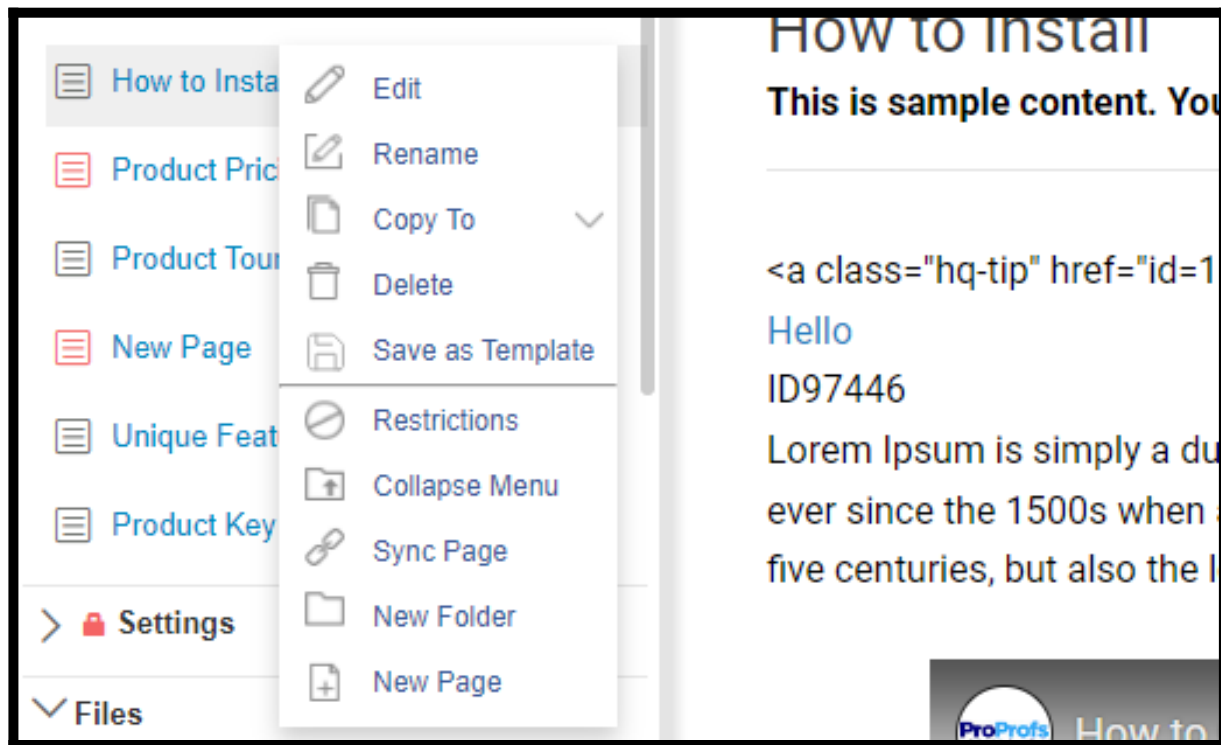 How to Insta
Product Pric
Product Tour
New Page
Unique Feat
Product Key
Settings
Files
Edit
Rename
Copy To
Delete
Save as Template
Restrictions
Collapse Menu
Sync Page
New Folder
New Page
How to Install
This is sample content. You
<a class="hq-tip" href="id=1
Hello
ID97446
Lorem Ipsum is simply a du
ever since the 1500s when
five centuries, but also the l
ProProfs
How to